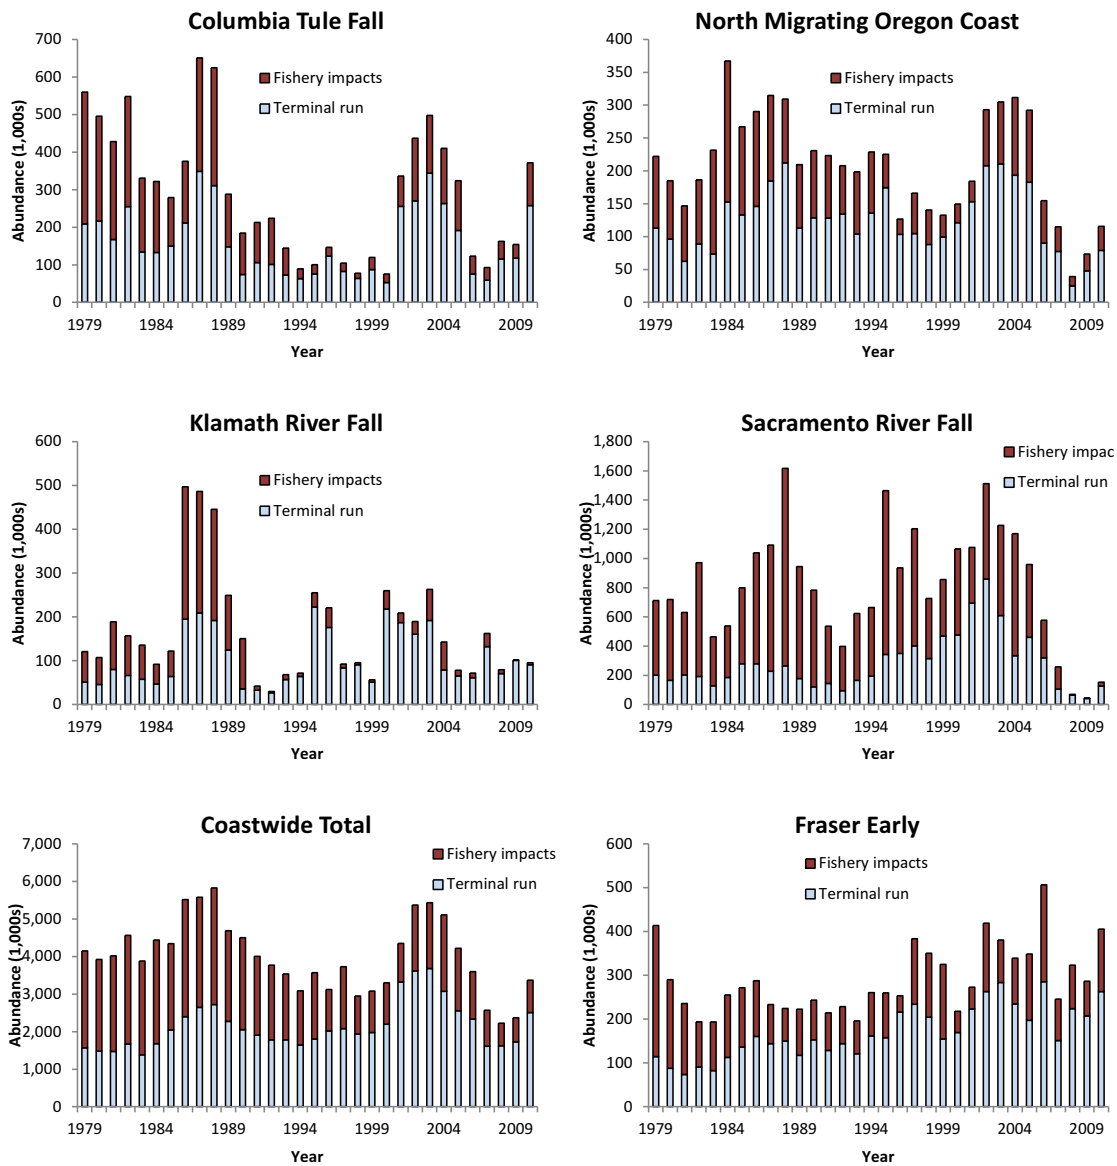 Columbia Tule Fall
700
600
500
400
300
200
100
0
Abundance (1,000s)
Fishery impacts
Terminal run
1979 1984 1989 1994 1999 2004 2009
Year
North Migrating Oregon Coast
400
350
300
250
200
150
100
50
0
Abundance (1,000s)
Fishery impacts
Terminal run
1979 1984 1989 1994 1999 2004 2009
Year
Klamath River Fall
600
500
400
300
200
100
0
Abundance (1,000s)
Fishery impacts
Terminal run
1979 1984 1989 1994 1999 2004 2009
Year
Sacramento River Fall
1,800
1,600
1,400
1,200
1,000
800
600
400
200
0
Abundance (1,000s)
Fishery impac
Terminal run
1979 1984 1989 1994 1999 2004 2009
Year
Coastwide Total
7,000
6,000
5,000
4,000
3,000
2,000
1,000
0
Abundance (1,000s)
Fishery impacts
Terminal run
1979 1984 1989 1994 1999 2004 2009
Year
Fraser Early
600
500
400
300
200
100
0
Abundance (1,000s)
Fishery impacts
Terminal run
1979 1984 1989 1994 1999 2004 2009
Year